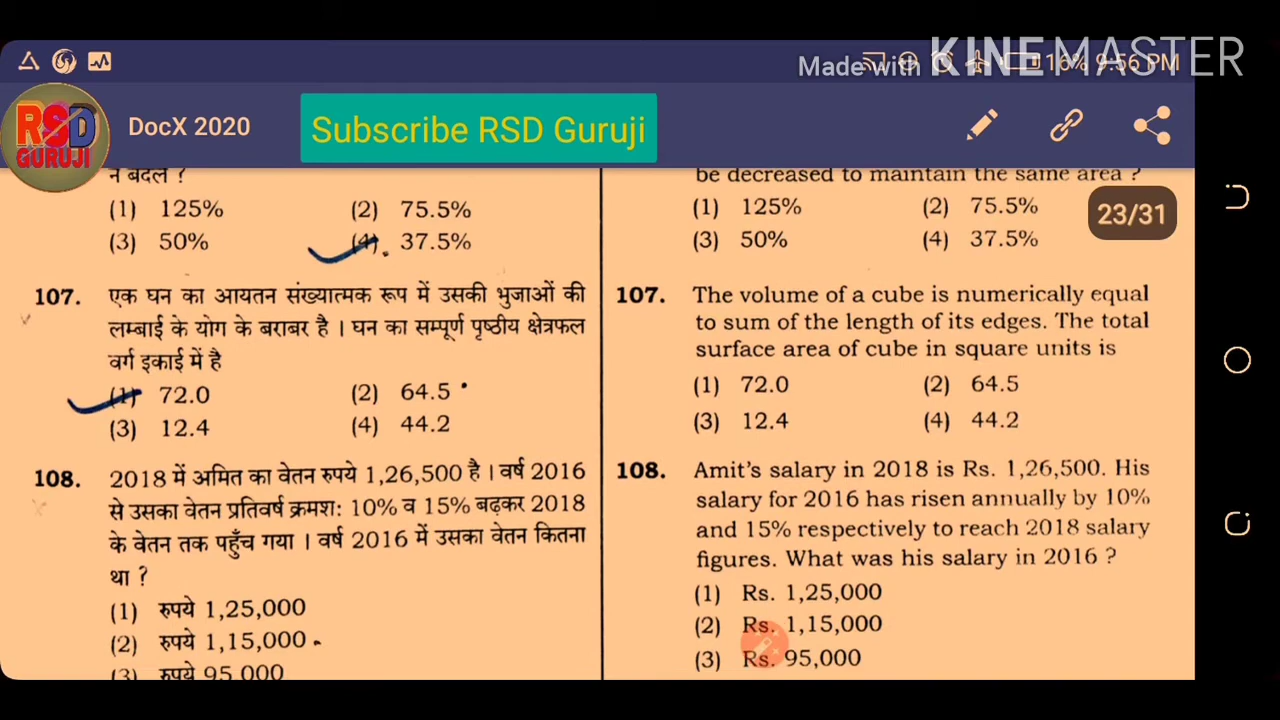 Made with KINEMASTER
16% 9:56 PM
RSD
GURUJI
DocX 2020
Subscribe RSD Guruji
23/31
न बदले ?
(1) 125% (2) 75.5%
(3) 50% (4) 37.5%
107. एक घन का आयतन संख्यात्मक रूप में उसकी भुजाओं की
लम्बाई के योग के बराबर है । घन का सम्पूर्ण पृष्ठीय क्षेत्रफल
वर्ग इकाई में है
(1) 72.0 (2) 64.5
(3) 12.4 (4) 44.2
108. 2018 में अमित का वेतन रुपये 1,26,500 है । वर्ष 2016
से उसका वेतन प्रतिवर्ष क्रमश: 10% व 15% बढ़कर 2018
के वेतन तक पहुँच गया । वर्ष 2016 में उसका वेतन कितना
था ?
(1) रुपये 1,25,000
(2) रुपये 1,15,000
(3) रुपये 95,000
be decreased to maintain the same area ?
(1) 125% (2) 75.5%
(3) 50% (4) 37.5%
107. The volume of a cube is numerically equal
to sum of the length of its edges. The total
surface area of cube in square units is
(1) 72.0 (2) 64.5
(3) 12.4 (4) 44.2
108. Amit's salary in 2018 is Rs. 1,26,500. His
salary for 2016 has risen annually by 10%
and 15% respectively to reach 2018 salary
figures. What was his salary in 2016 ?
(1) Rs. 1,25,000
(2) Rs. 1,15,000
(3) Rs. 95,000